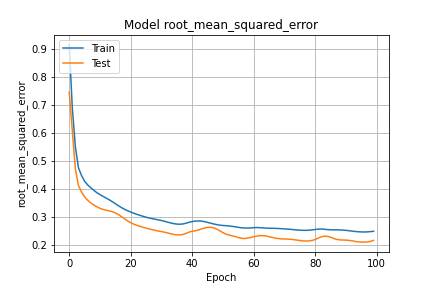 Model root_mean_squared_error
Train
Test
root_mean_squared_error
0.9
0.8
0.7
0.6
0.5
0.4
0.3
0.2
0 20 40 60 80 100
Epoch